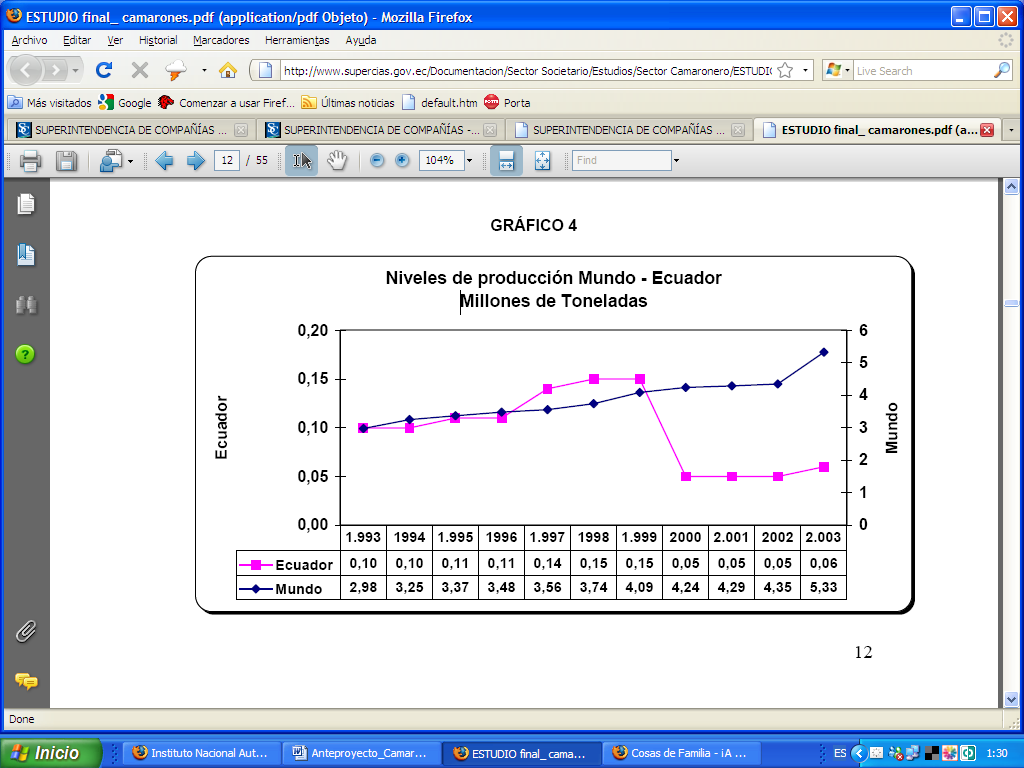 ESTUDIO final_ camarones.pdf (application/pdf Objeto) - Mozilla Firefox
Archivo Editar Ver Historial Marcadores Herramientas Ayuda
http://www.supercias.gov.ec/Documentacion/Sector Societario/Estudios/Sector Camaronero/ESTUDI
Live Search
Más visitados Google Comenzar a usar Firef... Últimas noticias default.htm Porta
SUPERINTENDENCIA DE COMPAÑÍAS ... SUPERINTENDENCIA DE COMPAÑÍAS -... SUPERINTENDENCIA DE COMPAÑÍAS ... ESTUDIO final_ camarones.pdf (a...
12 / 55 104% Find
GRÁFICO 4
Niveles de producción Mundo - Ecuador
Millones de Toneladas
Ecuador
0,20
0,15
0,10
0,05
0,00
6
5
4
3
2
1
0
Mundo
1.993 1994 1.995 1996 1.997 1998 1.999 2000 2.001 2002 2.003
Ecuador 0,10 0,10 0,11 0,11 0,14 0,15 0,15 0,05 0,05 0,05 0,06
Mundo 2,98 3,25 3,37 3,48 3,56 3,74 4,09 4,24 4,29 4,35 5,33
12
Done
Inicio Instituto Nacional Aut... Anteproyecto_Camar... ESTUDIO final_ cama... Cosas de Familia - iA ... ES 1:30